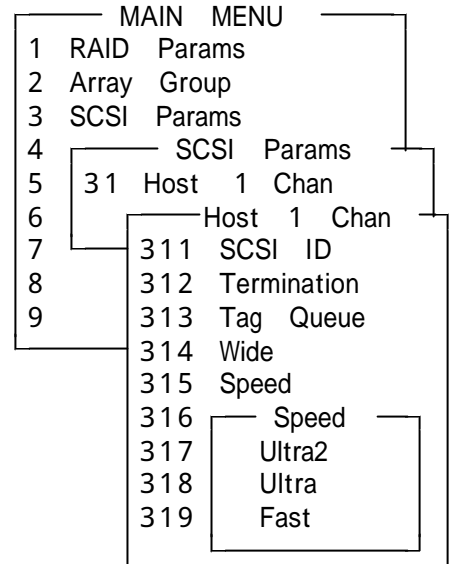 MAIN MENU
1 RAID Params
2 Array Group
3 SCSI Params
4 SCSI Params
5 31 Host 1 Chan
6 Host 1 Chan
7 311 SCSI ID
8 312 Termination
9 313 Tag Queue
314 Wide
315 Speed
316 Speed
317 Ultra2
318 Ultra
319 Fast